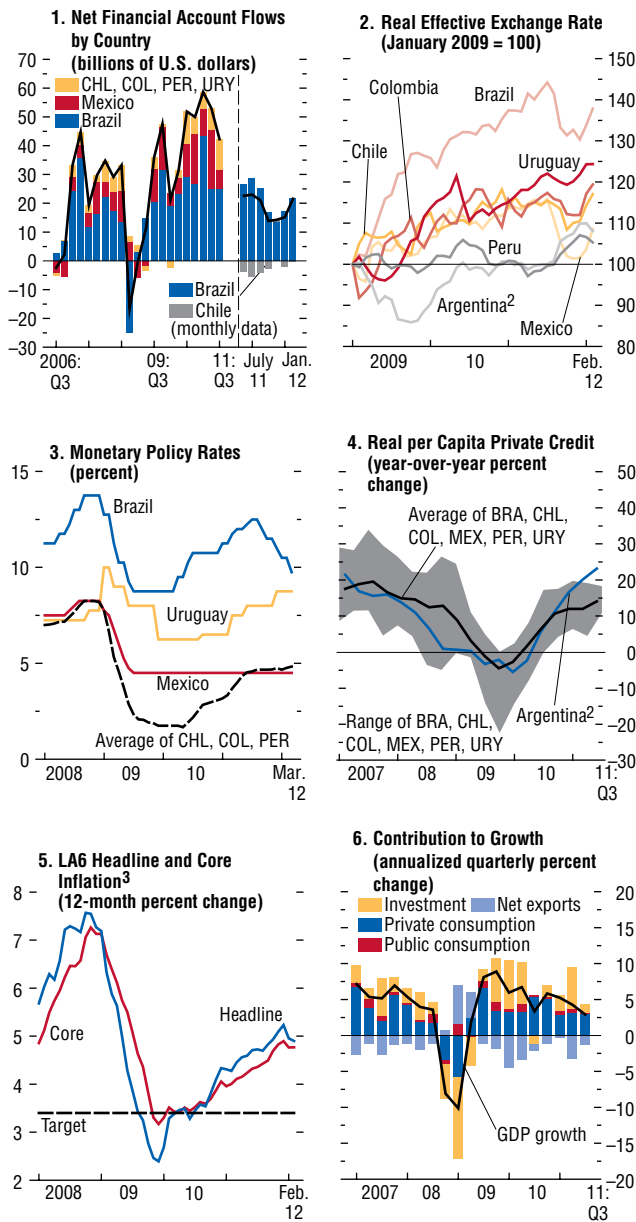 1. Net Financial Account Flows
by Country
(billions of U.S. dollars)
70
60
50
40
30
20
10
0
−10
−20
−30
CHL, COL, PER, URY
Mexico
Brazil
Brazil
Chile
(monthly data)
2006:
Q3
09:
Q3
11:
Q3
July
11
Jan.
12
2. Real Effective Exchange Rate
(January 2009 = 100)
150
140
130
120
110
100
90
80
Colombia
Brazil
Chile
Uruguay
Peru
Argentina2
Mexico
2009
10
Feb.
12
3. Monetary Policy Rates
(percent)
15
10
5
0
Brazil
Uruguay
Mexico
Average of CHL, COL, PER
2008
09
10
Mar.
12
4. Real per Capita Private Credit
(year-over-year percent
change)
50
40
30
20
10
0
−10
−20
−30
Average of BRA, CHL,
COL, MEX, PER, URY
Argentina2
Range of BRA, CHL,
COL, MEX, PER, URY
2007
08
09
10
11:
Q3
5. LA6 Headline and Core
Inflation3
(12-month percent change)
8
7
6
5
4
3
2
Headline
Core
Target
2008
09
10
Feb.
12
6. Contribution to Growth
(annualized quarterly percent
change)
20
15
10
5
0
−5
−10
−15
−20
Investment
Net exports
Private consumption
Public consumption
GDP growth
2007
08
09
10
11:
Q3